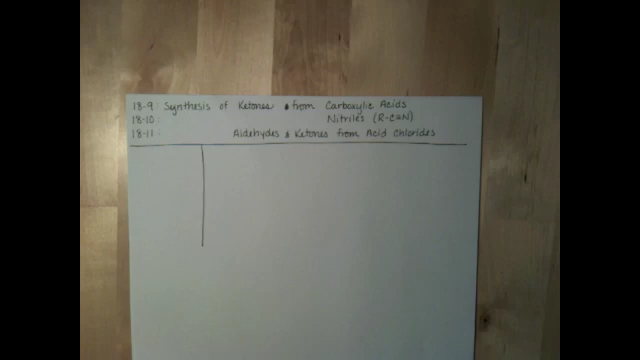 18-9: Synthesis of Ketones from Carboxylic Acids
18-10: Nitriles (R-C≡N)
18-11: Aldehydes & Ketones from Acid Chlorides